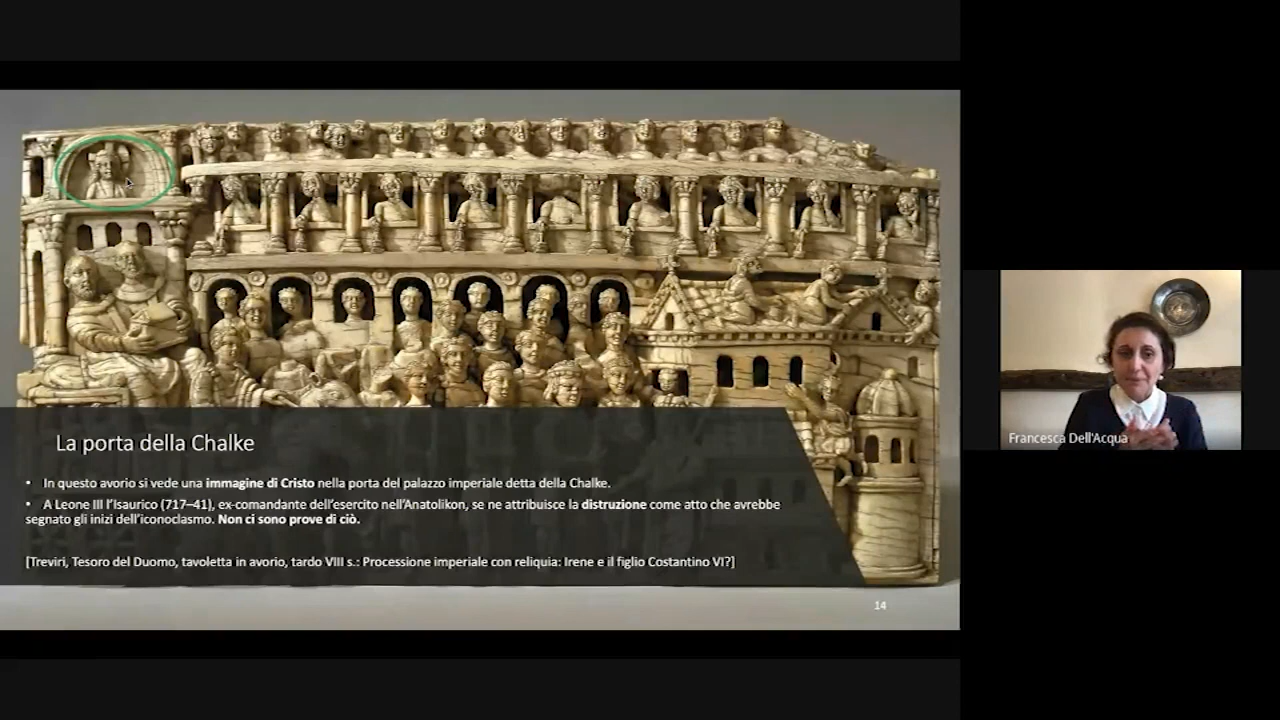 La porta della Chalke
• In questo avorio si vede una immagine di Cristo nella porta del palazzo imperiale detta della Chalke.
• A Leone III l'Isaurico (717–41), ex-comandante dell'esercito nell'Anatolikon, se ne attribuisce la distruzione come atto che avrebbe
segnato gli inizi dell'iconoclasmo. Non ci sono prove di ciò.
[Treviri, Tesoro del Duomo, tavoletta in avorio, tardo VIII s.: Processione imperiale con reliquia: Irene e il figlio Costantino VI?]
14
Francesca Dell'Acqua